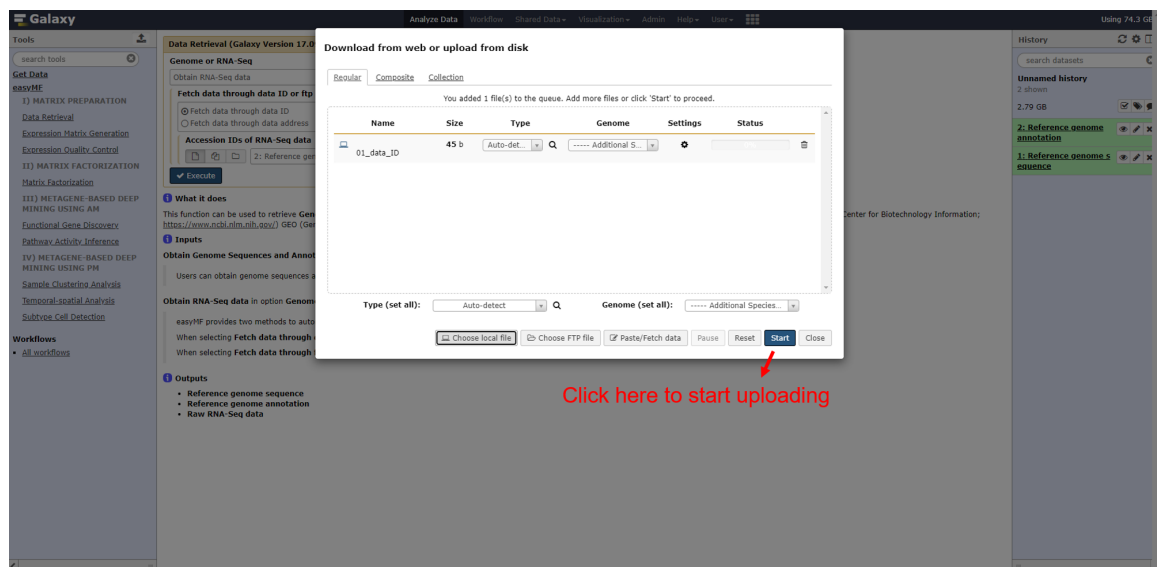 Galaxy
Analyze Data Workflow Shared Data Visualization Admin Help User
Using 74.3 GB
Tools
search tools
Get Data
easyMF
I) MATRIX PREPARATION
Data Retrieval
Expression Matrix Generation
Expression Quality Control
II) MATRIX FACTORIZATION
Matrix Factorization
III) METAGENE-BASED DEEP
MINING USING AM
Functional Gene Discovery
Pathway Activity Inference
IV) METAGENE-BASED DEEP
MINING USING PM
Sample Clustering Analysis
Temporal-spatial Analysis
Subtype Cell Detection
Workflows
All workflows
Data Retrieval (Galaxy Version 17.0
Genome or RNA-Seq
Obtain RNA-Seq data
Fetch data through data ID or ftp
Fetch data through data ID
Fetch data through data address
Accession IDs of RNA-Seq data
2: Reference ger
Execute
What it does
This function can be used to retrieve Gen
Center for Biotechnology Information;
https://www.ncbi.nlm.nih.gov/) GEO (Ger
Inputs
Obtain Genome Sequences and Annot
Users can obtain genome sequences a
Obtain RNA-Seq data in option Genom
easyMF provides two methods to auto
When selecting Fetch data through
When selecting Fetch data through
Outputs
Reference genome sequence
Reference genome annotation
Raw RNA-Seq data
Download from web or upload from disk
Regular Composite Collection
You added 1 file(s) to the queue. Add more files or click 'Start' to proceed.
Name Size Type Genome Settings Status
01_data_ID 45 b Auto-det... ----- Additional S...
Type (set all): Auto-detect Genome (set all): ----- Additional Species...
Choose local file Choose FTP file Paste/Fetch data Pause Reset Start Close
Click here to start uploading
History
search datasets
Unnamed history
2 shown
2.79 GB
2: Reference genome
annotation
1: Reference genome s
equence